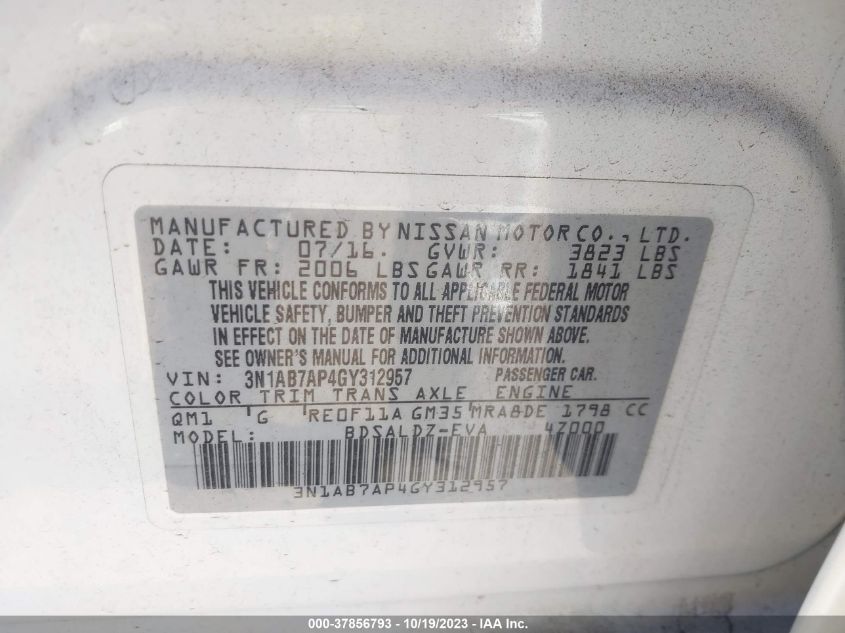 MANUFACTURED BY NISSAN MOTOR CO., LTD.
DATE: 07/16. GVWR: 3823 LBS
GAWR FR: 2006 LBS GAWR RR: 1841 LBS
THIS VEHICLE CONFORMS TO ALL APPLICABLE FEDERAL MOTOR
VEHICLE SAFETY, BUMPER AND THEFT PREVENTION STANDARDS
IN EFFECT ON THE DATE OF MANUFACTURE SHOWN ABOVE.
SEE OWNER'S MANUAL FOR ADDITIONAL INFORMATION.
VIN: 3N1AB7AP4GY312957 PASSENGER CAR.
COLOR TRIM TRANS AXLE ENGINE
QM1 'G RE0F11A GM35 'MRA8DE 1798 CC
MODEL: BDSALDZ-EVA 4Z000
3N1AB7AP4GY312957
000-37856793 - 10/19/2023 - © IAA, Inc.